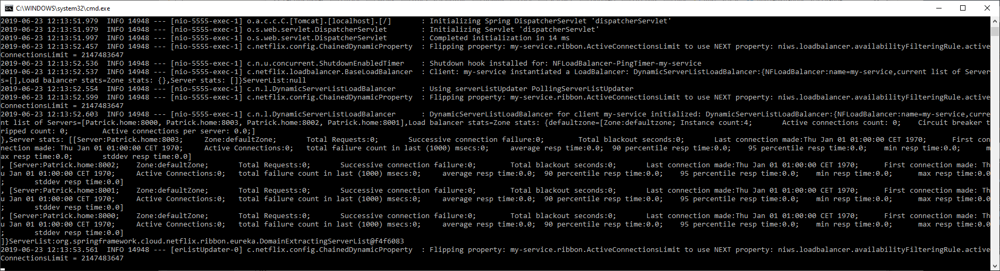 C:\WINDOWS\system32\cmd.exe
2019-06-23 12:13:51.979  INFO 14948 --- [nio-5555-exec-1] o.a.c.c.C.[Tomcat].[localhost].[/]       : Initializing Spring DispatcherServlet 'dispatcherServlet'
2019-06-23 12:13:51.979  INFO 14948 --- [nio-5555-exec-1] o.s.web.servlet.DispatcherServlet        : Initializing Servlet 'dispatcherServlet'
2019-06-23 12:13:51.997  INFO 14948 --- [nio-5555-exec-1] o.s.web.servlet.DispatcherServlet        : Completed initialization in 14 ms
2019-06-23 12:13:52.457  INFO 14948 --- [nio-5555-exec-1] c.netflix.config.ChainedDynamicProperty  : Flipping property: my-service.ribbon.ActiveConnectionsLimit to use NEXT property: niws.loadbalancer.availabilityFilteringRule.active
ConnectionsLimit = 2147483647
2019-06-23 12:13:52.536  INFO 14948 --- [nio-5555-exec-1] c.n.u.concurrent.ShutdownEnabledTimer    : Shutdown hook installed for: NFLoadBalancer-PingTimer-my-service
2019-06-23 12:13:52.537  INFO 14948 --- [nio-5555-exec-1] c.netflix.loadbalancer.BaseLoadBalancer  : Client: my-service instantiated a LoadBalancer: DynamicServerListLoadBalancer:{NFLoadBalancer:name=my-service,current list of Server
s=[],Load balancer stats=Zone stats: {},Server stats: []}ServerList:null
2019-06-23 12:13:52.554  INFO 14948 --- [nio-5555-exec-1] c.n.l.DynamicServerListLoadBalancer      : Using serverListUpdater PollingServerListUpdater
2019-06-23 12:13:52.599  INFO 14948 --- [nio-5555-exec-1] c.netflix.config.ChainedDynamicProperty  : Flipping property: my-service.ribbon.ActiveConnectionsLimit to use NEXT property: niws.loadbalancer.availabilityFilteringRule.active
ConnectionsLimit = 2147483647
2019-06-23 12:13:52.603  INFO 14948 --- [nio-5555-exec-1] c.n.l.DynamicServerListLoadBalancer      : DynamicServerListLoadBalancer for client my-service initialized: DynamicServerListLoadBalancer:{NFLoadBalancer:name=my-service,curre
nt list of Servers=[Patrick.home:8000, Patrick.home:8003, Patrick.home:8002, Patrick.home:8001],Load balancer stats=Zone stats: {defaultzone=[Zone:defaultzone; Instance count:4;       Active connections count: 0;    Circuit breaker t
ripped count: 0;        Active connections per server: 0.0;]
},Server stats: [[Server:Patrick.home:8003;     Zone:defaultZone;       Total Requests:0;       Successive connection failure:0;        Total blackout seconds:0;       Last connection made:Thu Jan 01 01:00:00 CET 1970;      First con
nection made: Thu Jan 01 01:00:00 CET 1970;     Active Connections:0;   total failure count in last (1000) msecs:0;     average resp time:0.0;  90 percentile resp time:0.0;    95 percentile resp time:0.0;    min resp time:0.0;      m
ax resp time:0.0;       stddev resp time:0.0]
, [Server:Patrick.home:8002;    Zone:defaultZone;       Total Requests:0;       Successive connection failure:0;        Total blackout seconds:0;       Last connection made:Thu Jan 01 01:00:00 CET 1970;      First connection made: Th
u Jan 01 01:00:00 CET 1970;     Active Connections:0;   total failure count in last (1000) msecs:0;     average resp time:0.0;  90 percentile resp time:0.0;    95 percentile resp time:0.0;    min resp time:0.0;      max resp time:0.0
;       stddev resp time:0.0]
, [Server:Patrick.home:8001;    Zone:defaultZone;       Total Requests:0;       Successive connection failure:0;        Total blackout seconds:0;       Last connection made:Thu Jan 01 01:00:00 CET 1970;      First connection made: Th
u Jan 01 01:00:00 CET 1970;     Active Connections:0;   total failure count in last (1000) msecs:0;     average resp time:0.0;  90 percentile resp time:0.0;    95 percentile resp time:0.0;    min resp time:0.0;      max resp time:0.0
;       stddev resp time:0.0]
, [Server:Patrick.home:8000;    Zone:defaultZone;       Total Requests:0;       Successive connection failure:0;        Total blackout seconds:0;       Last connection made:Thu Jan 01 01:00:00 CET 1970;      First connection made: Th
u Jan 01 01:00:00 CET 1970;     Active Connections:0;   total failure count in last (1000) msecs:0;     average resp time:0.0;  90 percentile resp time:0.0;    95 percentile resp time:0.0;    min resp time:0.0;      max resp time:0.0
;       stddev resp time:0.0]
]}ServerList:org.springframework.cloud.netflix.ribbon.eureka.DomainExtractingServerList@f4f6083
2019-06-23 12:13:53.561  INFO 14948 --- [erListUpdater-0] c.netflix.config.ChainedDynamicProperty  : Flipping property: my-service.ribbon.ActiveConnectionsLimit to use NEXT property: niws.loadbalancer.availabilityFilteringRule.active
ConnectionsLimit = 2147483647